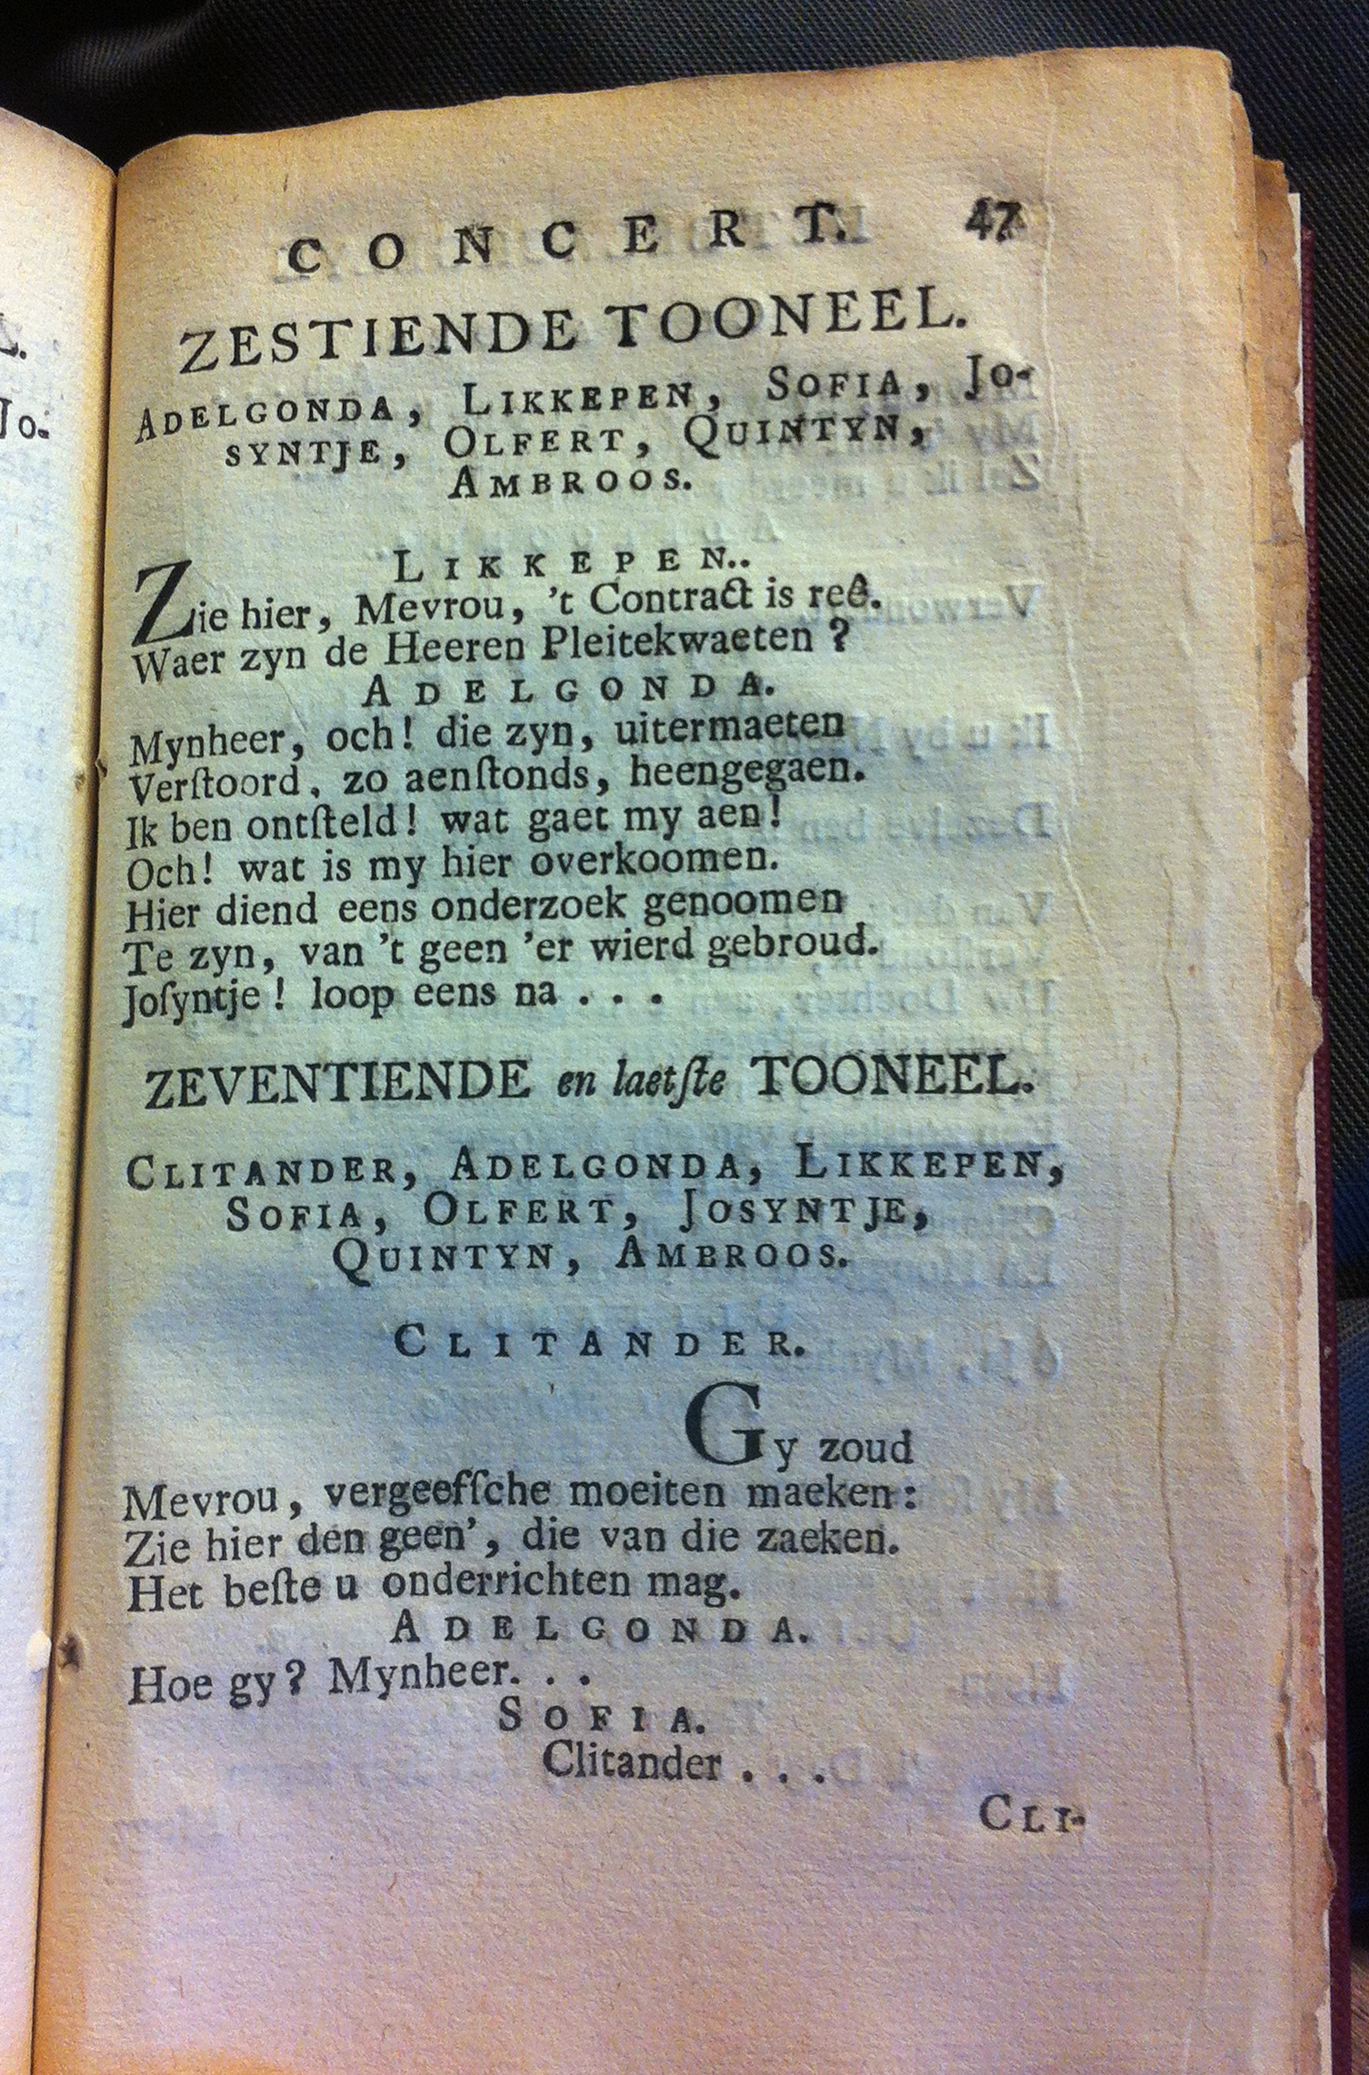 L.
Jo.
CONCERT. 47
ZESTIENDE TOONEEL.
ADELGONDA, LIKKEPEN, SOFIA, JO-
SYNTJE, OLFERT, QUINTYN,
AMBROOS.
LIKKEPEN..
Zie hier, Mevrou, 't Contract is reê.
Waer zyn de Heeren Pleitekwaeten?
ADELGONDA.
Mynheer, och! die zyn, uitermaeten
Verſtoord, zo aenſtonds, heengegaen.
Ik ben ontſteld! wat gaet my aen!
Och! wat is my hier overkoomen.
Hier diend eens onderzoek genoomen
Te zyn, van 't geen 'er wierd gebroud.
Joſyntje! loop eens na . . .
ZEVENTIENDE en laetſte TOONEEL.
CLITANDER, ADELGONDA, LIKKEPEN,
SOFIA, OLFERT, JOSYNTJE,
QUINTYN, AMBROOS.
CLITANDER.
Gy zoud
Mevrou, vergeefſche moeiten maeken:
Zie hier den geen', die van die zaeken.
Het beſte u onderrichten mag.
ADELGONDA.
Hoe gy? Mynheer. . .
SOFIA.
Clitander . . .
CLI-